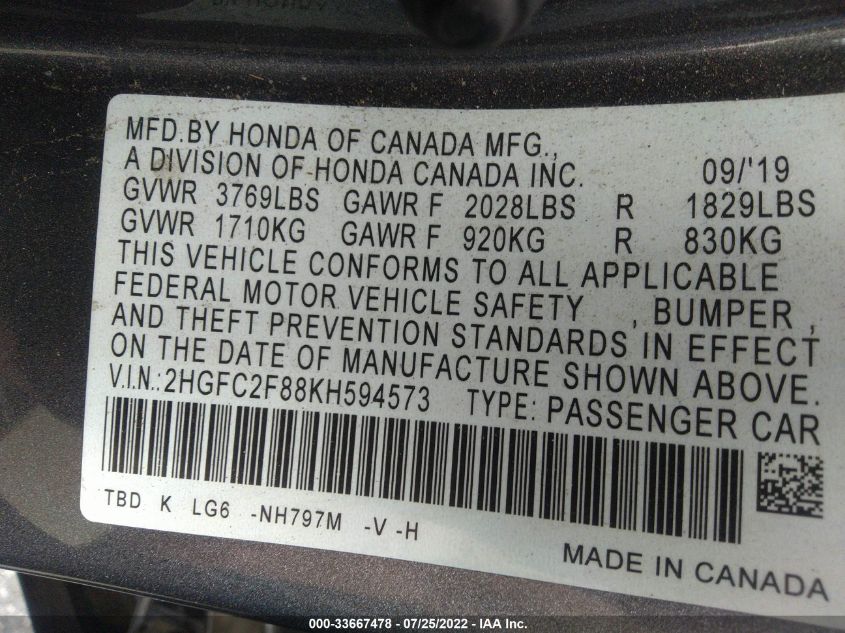 MFD.BY HONDA OF CANADA MFG.,
A DIVISION OF HONDA CANADA INC. 09/'19
GVWR 3769LBS GAWR F 2028LBS R 1829LBS
GVWR 1710KG GAWR F 920KG R 830KG
THIS VEHICLE CONFORMS TO ALL APPLICABLE
FEDERAL MOTOR VEHICLE SAFETY , BUMPER ,
AND THEFT PREVENTION STANDARDS IN EFFECT
ON THE DATE OF MANUFACTURE SHOWN ABOVE.
V.I.N.:2HGFC2F88KH594573 TYPE: PASSENGER CAR
TBD K LG6 -NH797M -V -H
MADE IN CANADA
000-33667478 - 07/25/2022 - IAA Inc.